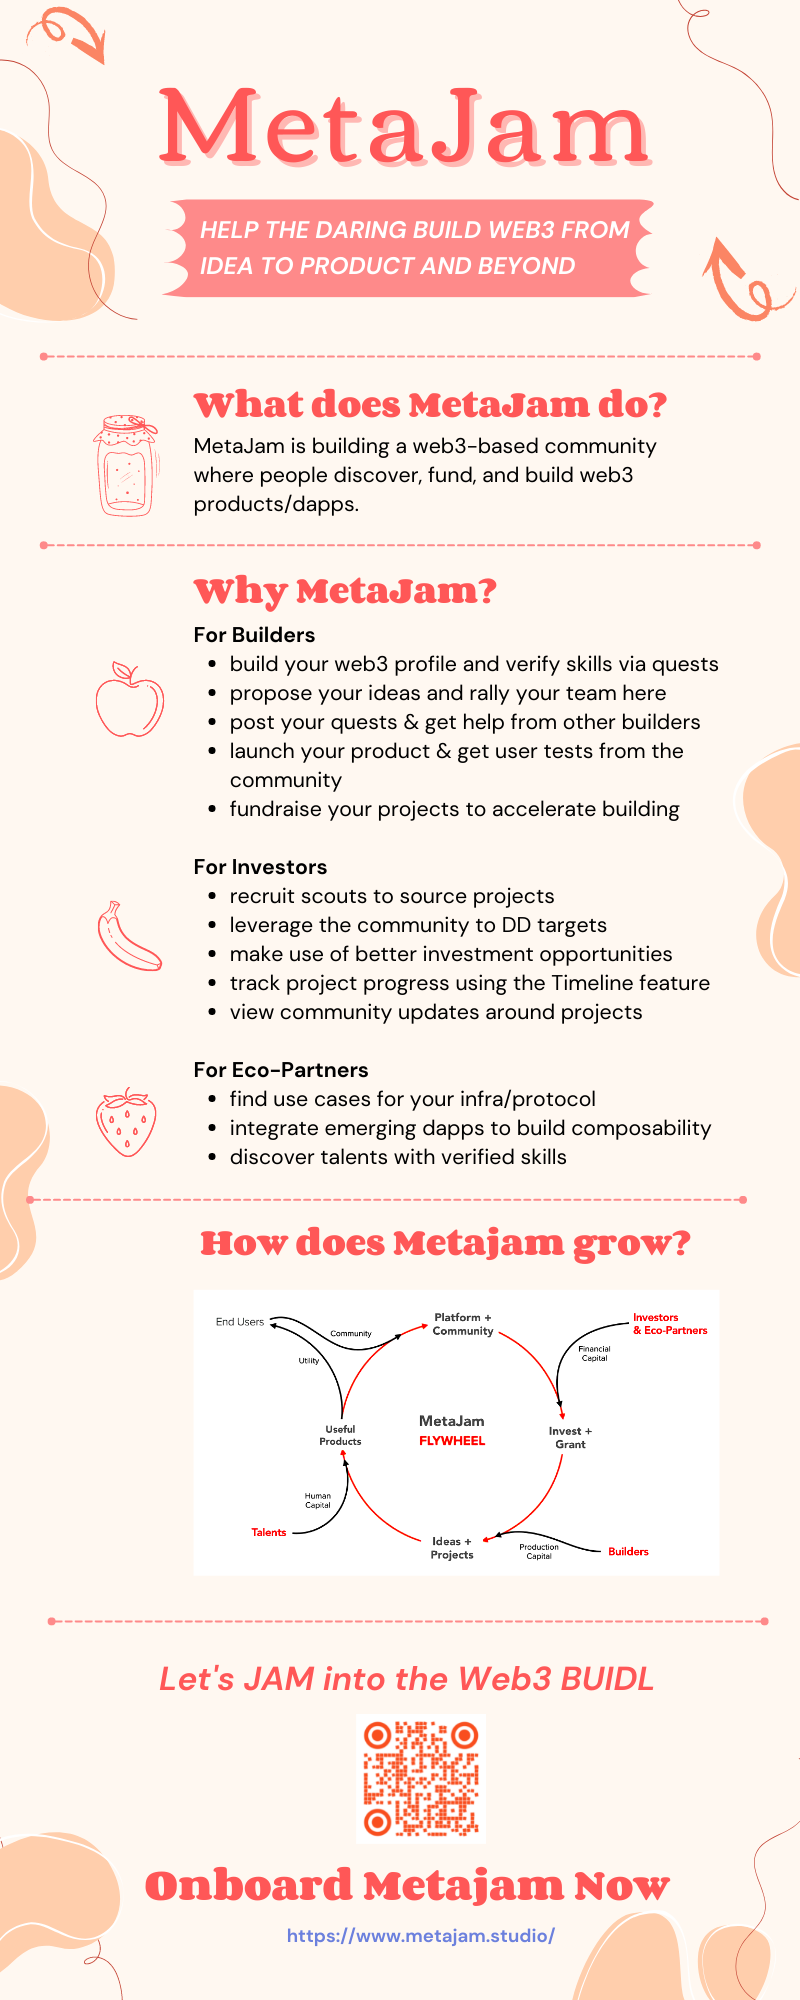 MetaJam
HELP THE DARING BUILD WEB3 FROM
IDEA TO PRODUCT AND BEYOND
What does MetaJam do?
MetaJam is building a web3-based community
where people discover, fund, and build web3
products/dapps.
Why MetaJam?
For Builders
• build your web3 profile and verify skills via quests
• propose your ideas and rally your team here
• post your quests & get help from other builders
• launch your product & get user tests from the
community
• fundraise your projects to accelerate building
For Investors
• recruit scouts to source projects
• leverage the community to DD targets
• make use of better investment opportunities
• track project progress using the Timeline feature
• view community updates around projects
For Eco-Partners
• find use cases for your infra/protocol
• integrate emerging dapps to build composability
• discover talents with verified skills
How does Metajam grow?
End Users
Community
Utility
Platform +
Community
Investors
& Eco-Partners
Financial
Capital
Useful
Products
MetaJam
FLYWHEEL
Invest +
Grant
Human
Capital
Talents
Ideas +
Projects
Production
Capital
Builders
Let's JAM into the Web3 BUIDL
Onboard Metajam Now
https://www.metajam.studio/